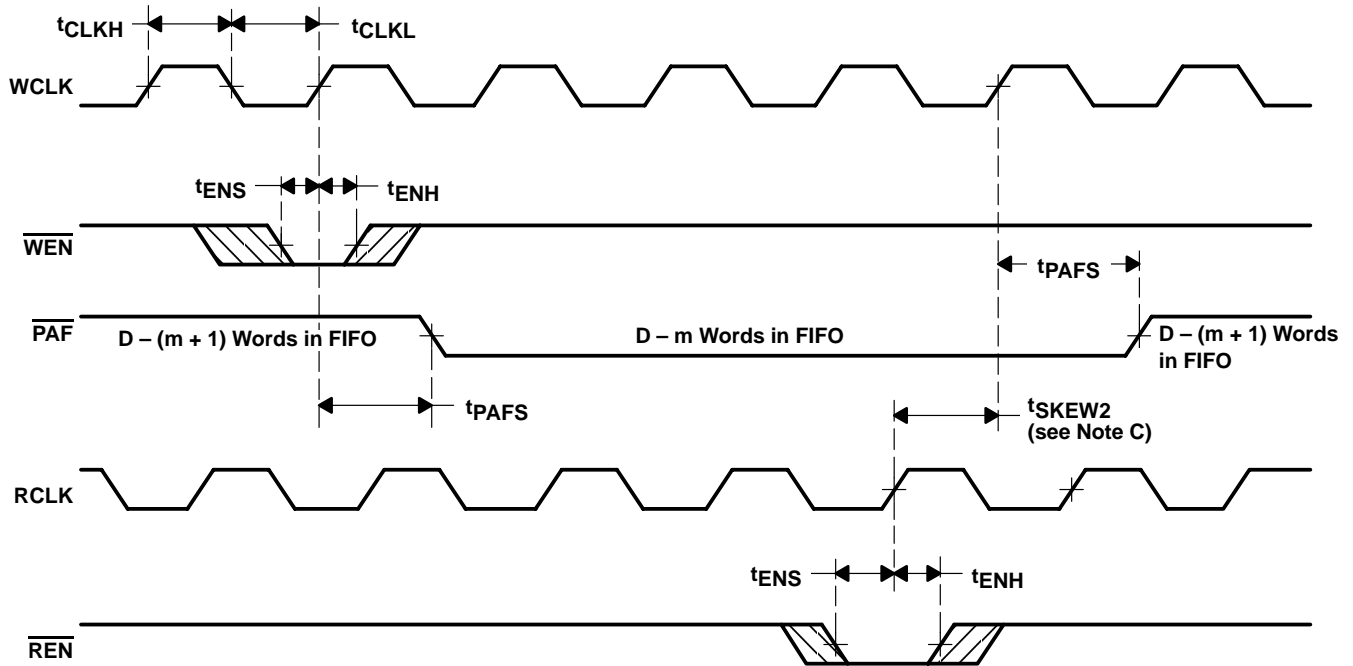 tCLKH
tCLKL
WCLK
tENS
tENH
WEN
tPAFS
PAF
D – (m + 1) Words in FIFO
D – m Words in FIFO
D – (m + 1) Words
in FIFO
tPAFS
tSKEW2
(see Note C)
RCLK
tENS
tENH
REN